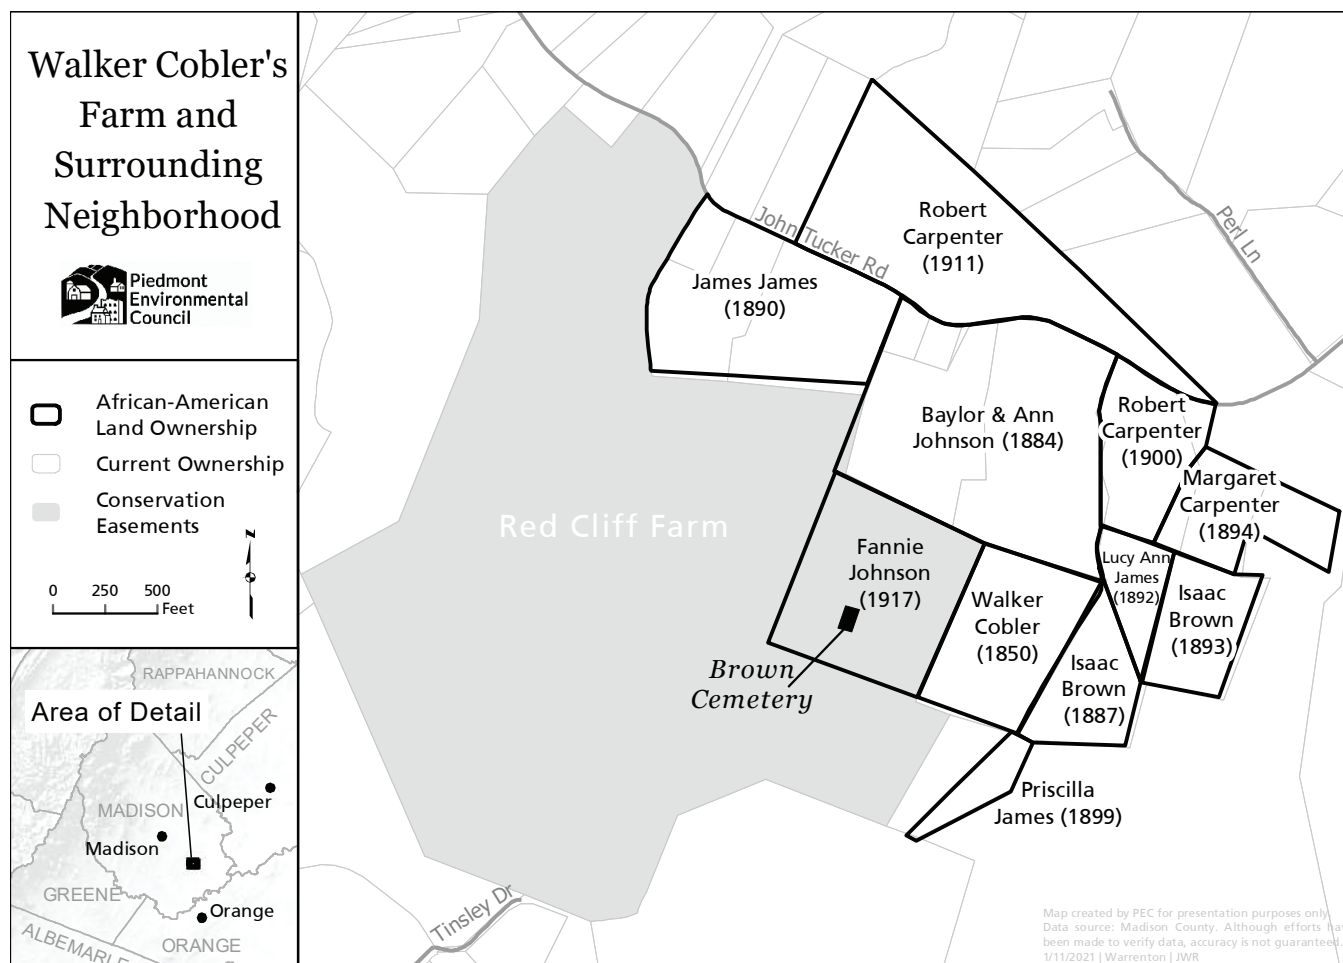 Walker Cobler's
Farm and
Surrounding
Neighborhood
Piedmont
Environmental
Council
African-American
Land Ownership
Current Ownership
Conservation
Easements
N
0 250 500
Feet
RAPPAHANNOCK
Area of Detail
CULPEPER
Culpeper
MADISON
Madison
GREENE
Orange
ALBEMARLE
ORANGE
John Tucker Rd
Perl Ln
Robert
Carpenter
(1911)
James James
(1890)
Baylor & Ann
Johnson (1884)
Robert
Carpenter
(1900)
Margaret
Carpenter
(1894)
Red Cliff Farm
Fannie
Johnson
(1917)
Lucy Ann
James
(1892)
Isaac
Brown
(1893)
Walker
Cobler
(1850)
Isaac
Brown
(1887)
Brown
Cemetery
Priscilla
James (1899)
Tinsley Dr
Map created by PEC for presentation purposes only.
Data source: Madison County. Although efforts ha
been made to verify data, accuracy is not guaranteed.
1/11/2021 | Warrenton | JWR